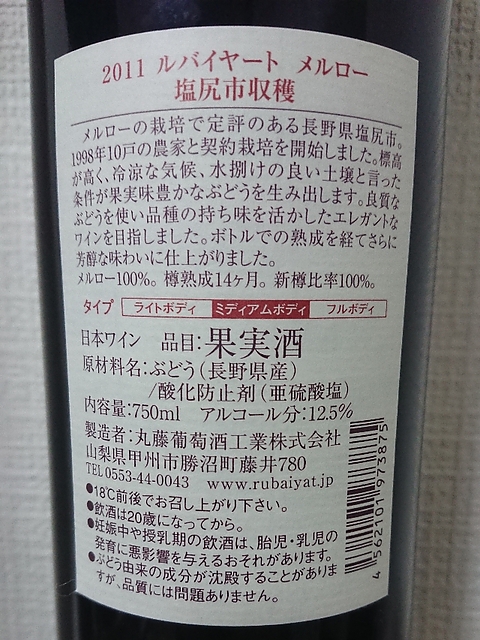 2011 ルバイヤート メルロー
塩尻市収穫
メルローの栽培で定評のある長野県塩尻市。
1998年10戸の農家と契約栽培を開始しました。標高
が高く、冷涼な気候、水捌けの良い土壌と言った
条件が果実味豊かなぶどうを生み出します。良質な
ぶどうを使い品種の持ち味を活かしたエレガントな
ワインを目指しました。ボトルでの熟成を経てさらに
芳醇な味わいに仕上がりました。
メルロー100%。樽熟成14ヶ月。新樽比率100%。
タイプ ライトボディ ミディアムボディ フルボディ
日本ワイン 品目:果実酒
原材料名:ぶどう(長野県産)
/酸化防止剤(亜硫酸塩)
内容量:750ml アルコール分:12.5%
製造者:丸藤葡萄酒工業株式会社
山梨県甲州市勝沼町藤井780
TEL0553-44-0043 www.rubaiyat.jp
●18℃前後でお召し上がり下さい。
●飲酒は20歳になってから。
●妊娠中や授乳期の飲酒は、胎児・乳児の
発育に悪影響を与えるおそれがあります。
●ぶどう由来の成分が沈殿することがありま
すが、品質には問題ありません。
4 562101 973875